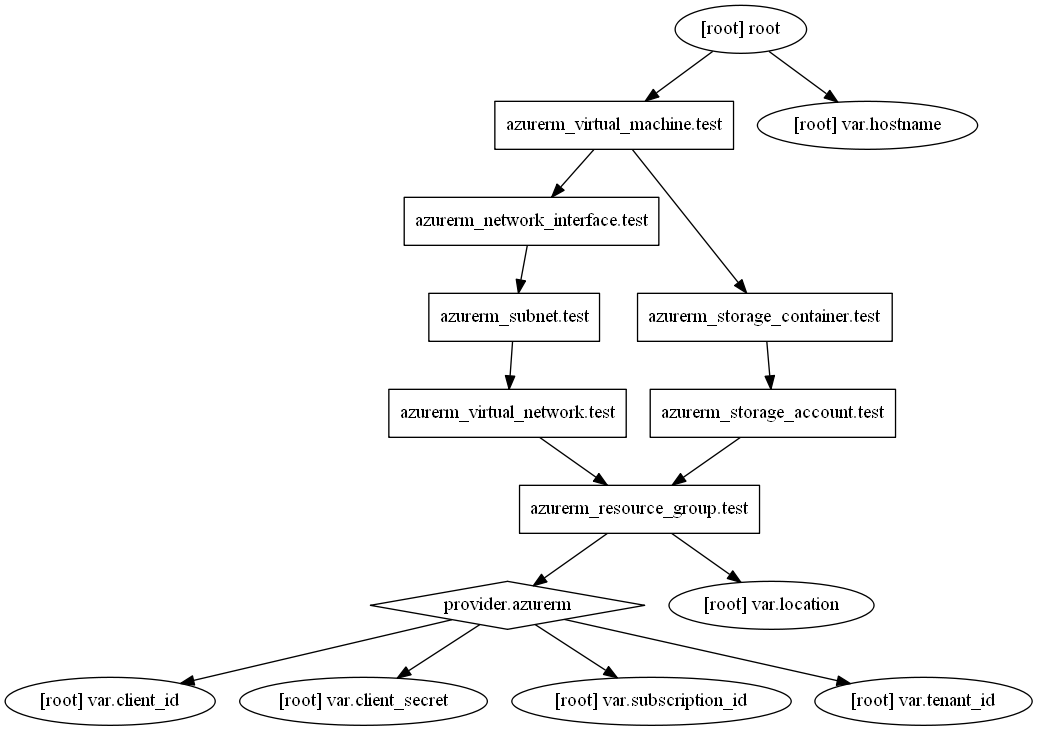 [root] root
azurerm_virtual_machine.test
[root] var.hostname
azurerm_network_interface.test
azurerm_subnet.test
azurerm_storage_container.test
azurerm_virtual_network.test
azurerm_storage_account.test
azurerm_resource_group.test
provider.azurerm
[root] var.location
[root] var.client_id
[root] var.client_secret
[root] var.subscription_id
[root] var.tenant_id